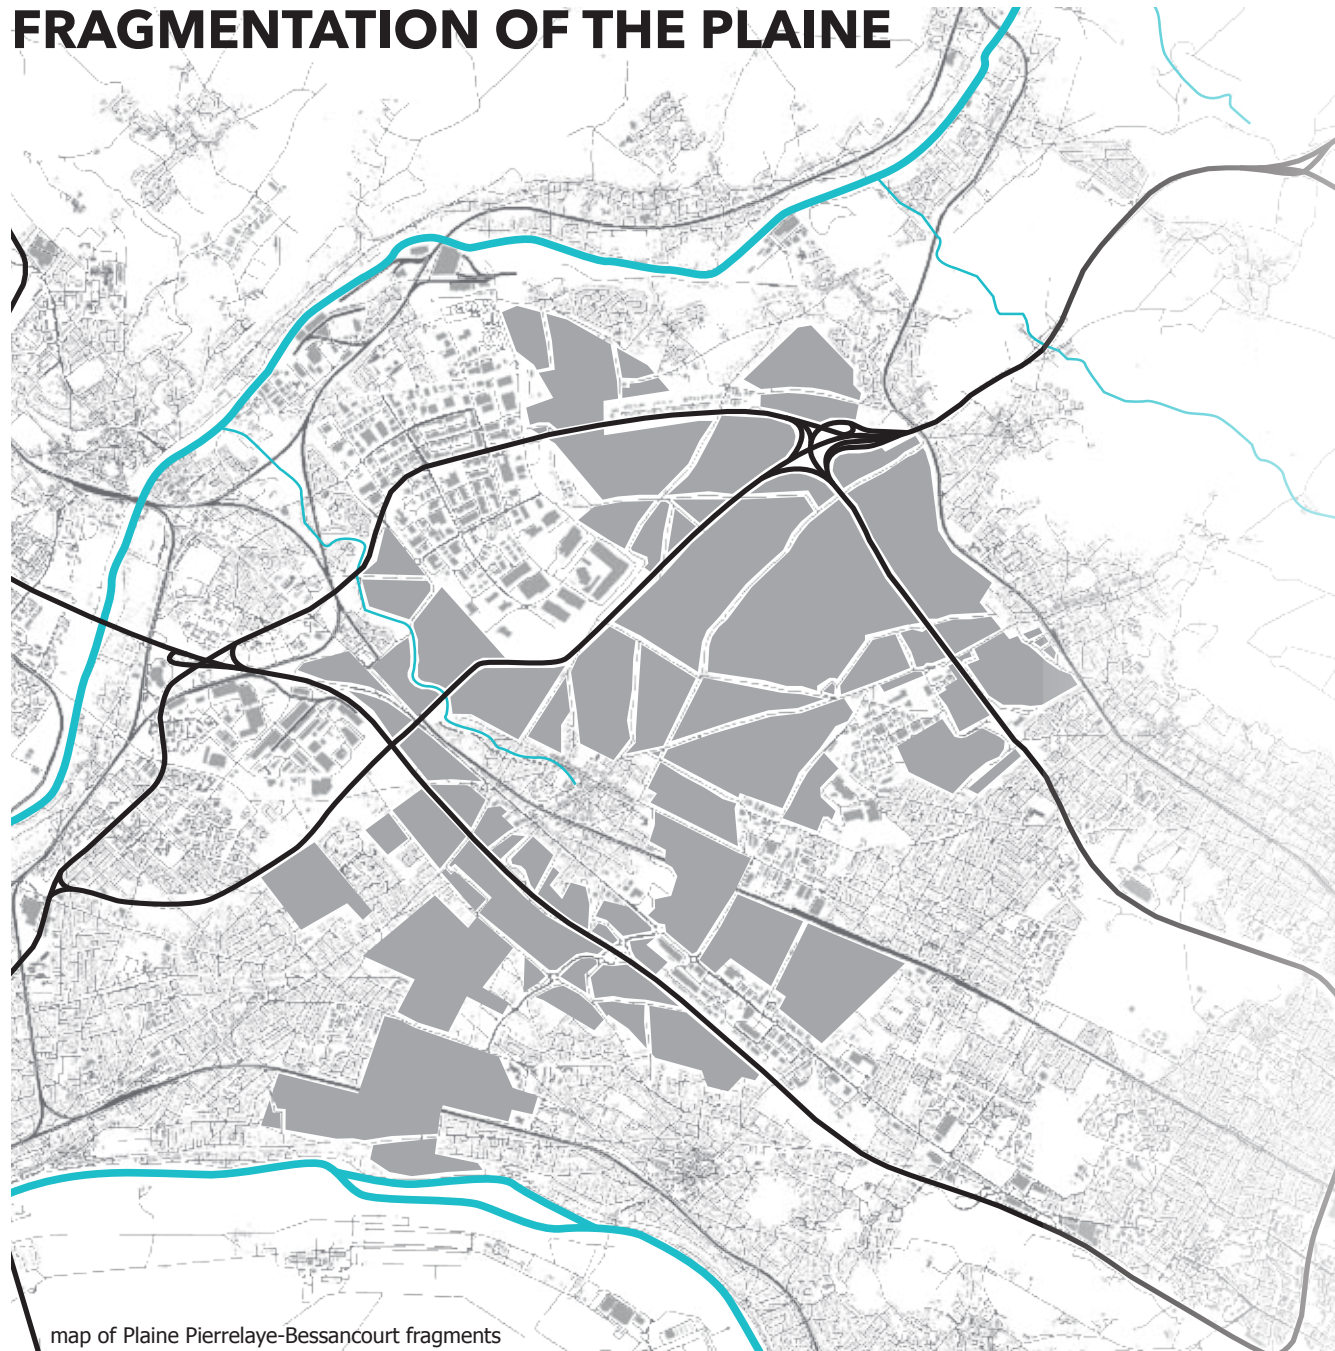 FRAGMENTATION OF THE PLAINE
map of Plaine Pierrelaye-Bessancourt fragments